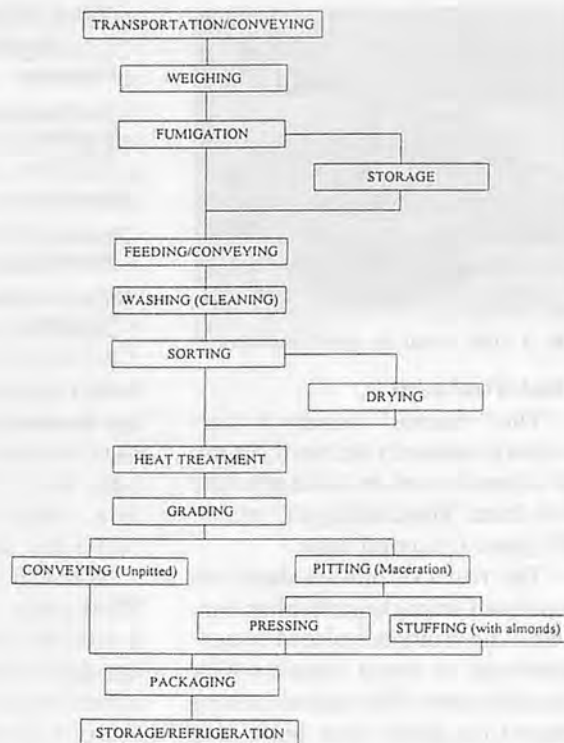 TRANSPORTATION/CONVEYING
WEIGHING
FUMIGATION
STORAGE
FEEDING/CONVEYING
WASHING (CLEANING)
SORTING
DRYING
HEAT TREATMENT
GRADING
CONVEYING (Unpitted)
PITTING (Maceration)
PRESSING
STUFFING (with almonds)
PACKAGING
STORAGE/REFRIGERATION